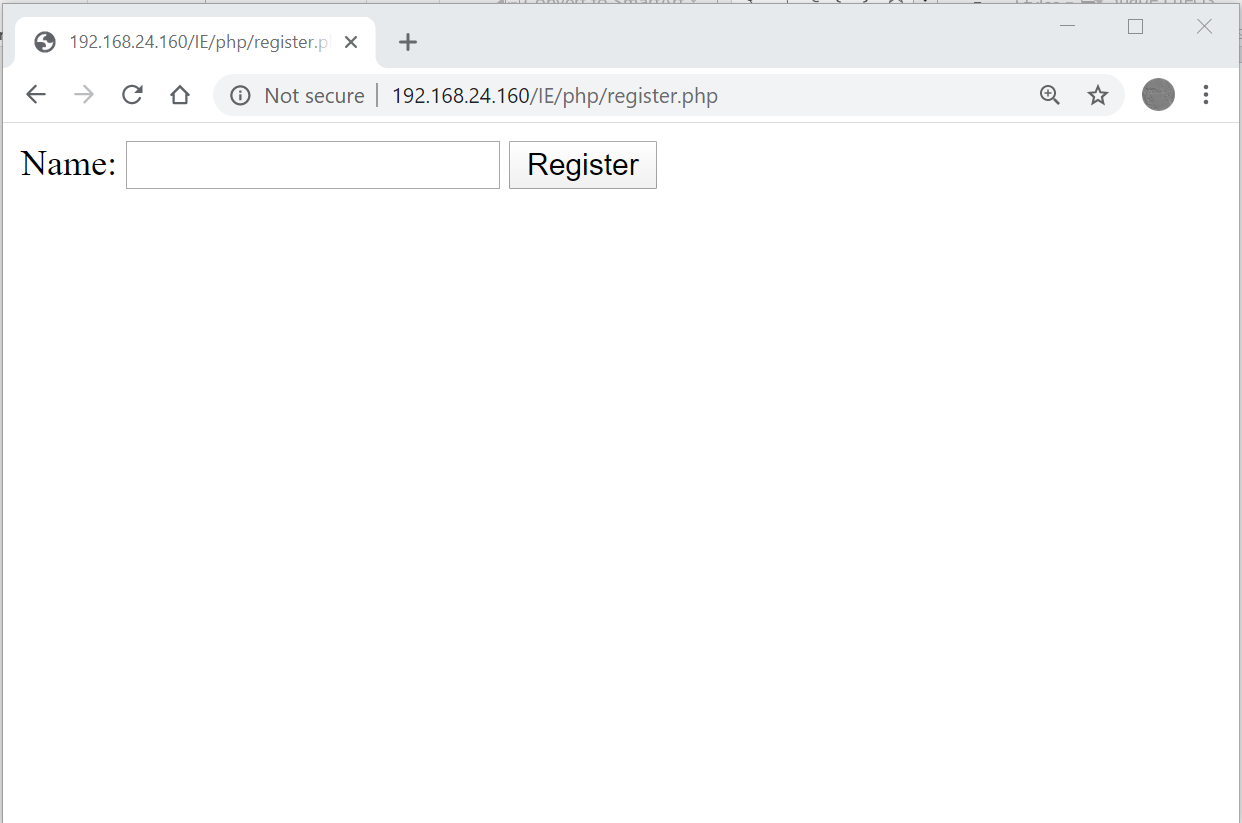 192.168.24.160/IE/php/register.p
Not secure 192.168.24.160/IE/php/register.php
Name: Register